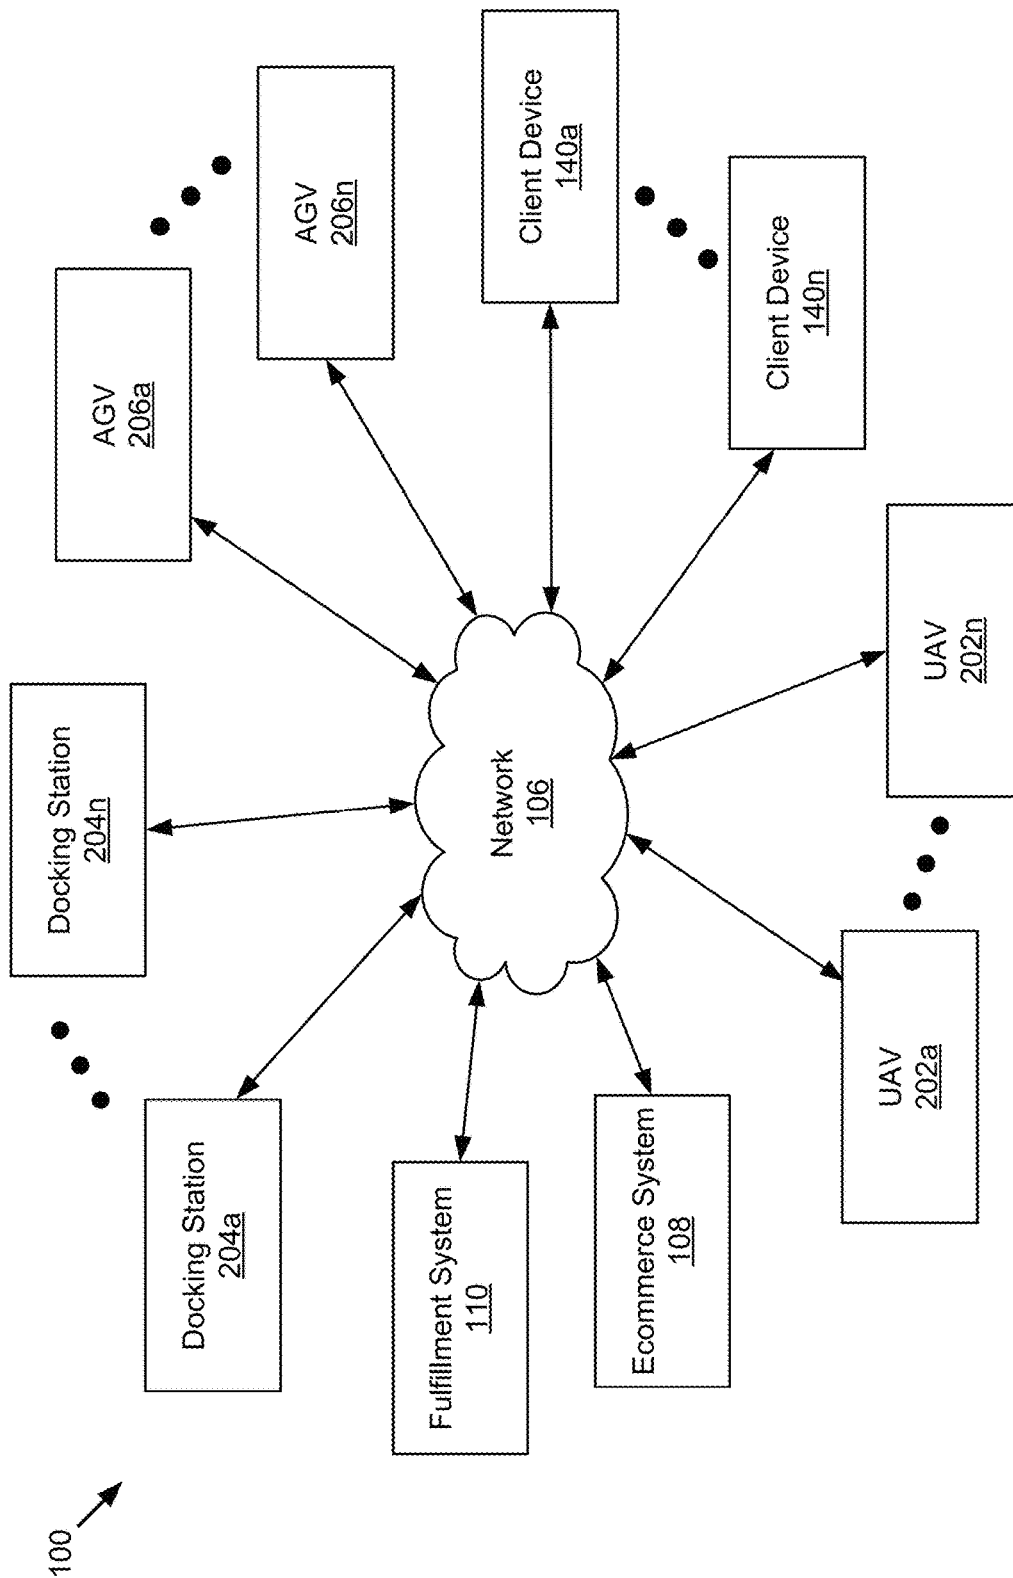 100
Docking Station
204a
Docking Station
204n
AGV
206a
AGV
206n
Fulfillment System
110
Network
106
Client Device
140a
Ecommerce System
108
Client Device
140n
UAV
202a
UAV
202n